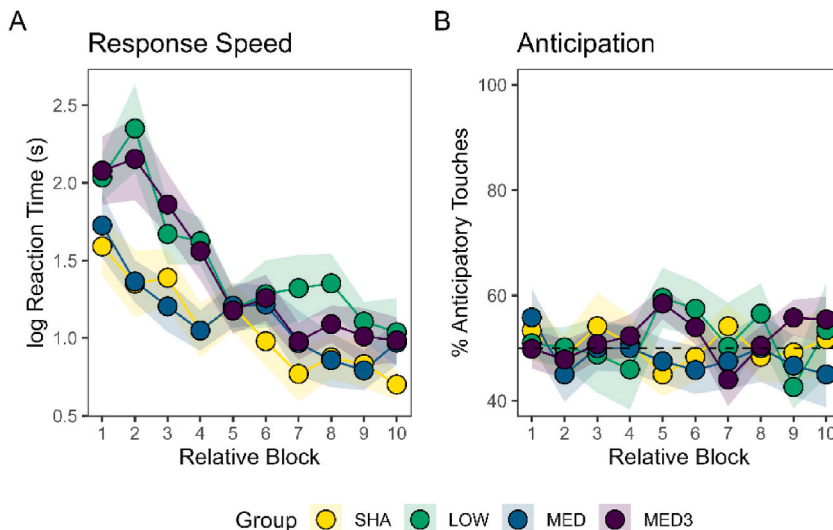 A
Response Speed
log Reaction Time (s)
2.5
2.0
1.5
1.0
0.5
1 2 3 4 5 6 7 8 9 10
Relative Block
B
Anticipation
% Anticipatory Touches
100
80
60
40
1 2 3 4 5 6 7 8 9 10
Relative Block
Group SHA LOW MED MED3